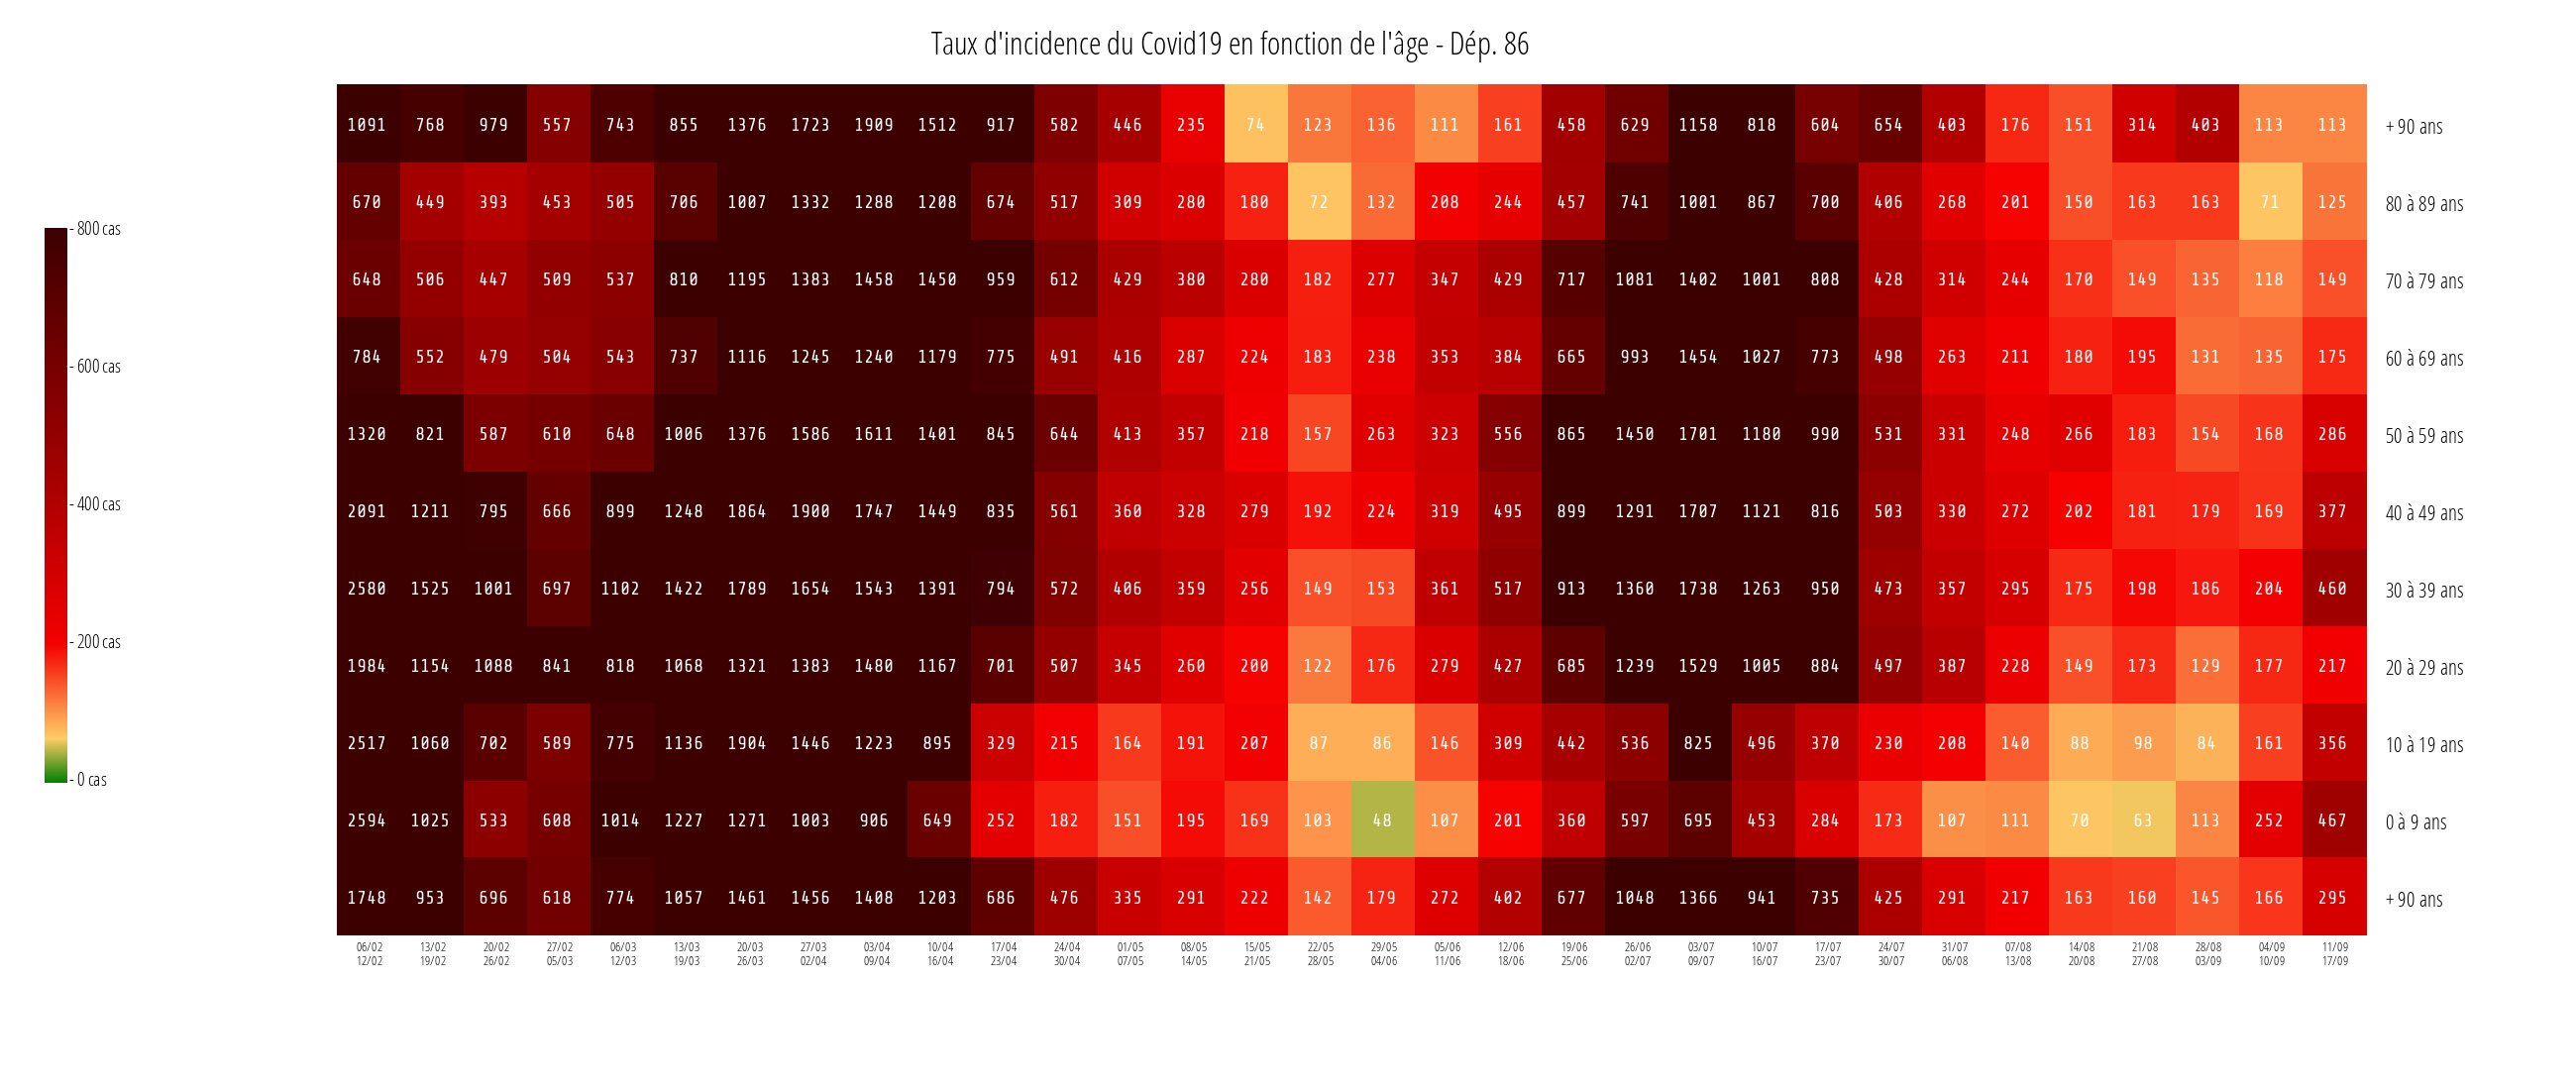 Taux d'incidence du Covid19 en fonction de l'âge - Dép. 86
- 800 cas
- 600 cas
- 400 cas
- 200 cas
- 0 cas
1091 768 979 557 743 855 1376 1723 1909 1512 917 582 446 235 74 123 136 111 161 458 629 1158 818 604 654 403 176 151 314 403 113 113 + 90 ans
670 449 393 453 505 706 1007 1332 1288 1208 674 517 309 280 180 72 132 208 244 457 741 1001 867 700 406 268 201 150 163 163 71 125 80 à 89 ans
648 506 447 509 537 810 1195 1383 1458 1450 959 612 429 380 280 182 277 347 429 717 1081 1402 1001 808 428 314 244 170 149 135 118 149 70 à 79 ans
784 552 479 504 543 737 1116 1245 1240 1179 775 491 416 287 224 183 238 353 384 665 993 1454 1027 773 498 263 211 180 195 131 135 175 60 à 69 ans
1320 821 587 610 648 1006 1376 1586 1611 1401 845 644 413 357 218 157 263 323 556 865 1450 1701 1180 990 531 331 248 266 183 154 168 286 50 à 59 ans
2091 1211 795 666 899 1248 1864 1900 1747 1449 835 561 360 328 279 192 224 319 495 899 1291 1707 1121 816 503 330 272 202 181 179 169 377 40 à 49 ans
2580 1525 1001 697 1102 1422 1789 1654 1543 1391 794 572 406 359 256 149 153 361 517 913 1360 1738 1263 950 473 357 295 175 198 186 204 460 30 à 39 ans
1984 1154 1088 841 818 1068 1321 1383 1480 1167 701 507 345 260 200 122 176 279 427 685 1239 1529 1005 884 497 387 228 149 173 129 177 217 20 à 29 ans
2517 1060 702 589 775 1136 1904 1446 1223 895 329 215 164 191 207 87 86 146 309 442 536 825 496 370 230 208 140 88 98 84 161 356 10 à 19 ans
2594 1025 533 608 1014 1227 1271 1003 906 649 252 182 151 195 169 103 48 107 201 360 597 695 453 284 173 107 111 70 63 113 252 467 0 à 9 ans
1748 953 696 618 774 1057 1461 1456 1408 1203 686 476 335 291 222 142 179 272 402 677 1048 1366 941 735 425 291 217 163 160 145 166 295 + 90 ans
06/02 13/02 20/02 27/02 06/03 13/03 20/03 27/03 03/04 10/04 17/04 24/04 01/05 08/05 15/05 22/05 29/05 05/06 12/06 19/06 26/06 03/07 10/07 17/07 24/07 31/07 07/08 14/08 21/08 28/08 04/09 11/09
12/02 19/02 26/02 05/03 12/03 19/03 26/03 02/04 09/04 16/04 23/04 30/04 07/05 14/05 21/05 28/05 04/06 11/06 18/06 25/06 02/07 09/07 16/07 23/07 30/07 06/08 13/08 20/08 27/08 03/09 10/09 17/09